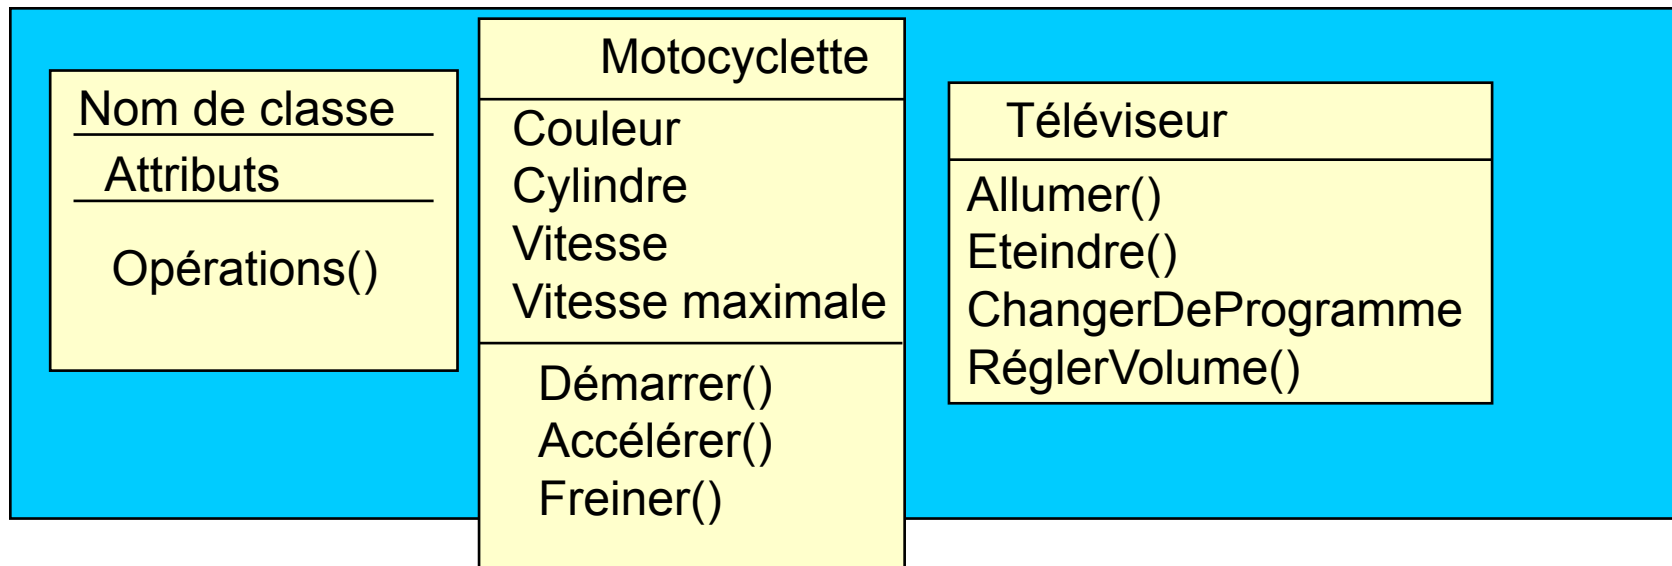 Nom de classe
Attributs
Opérations()
Motocyclette
Couleur
Cylindre
Vitesse
Vitesse maximale
Démarrer()
Accélérer()
Freiner()
Téléviseur
Allumer()
Eteindre()
ChangerDeProgramme
RéglerVolume()